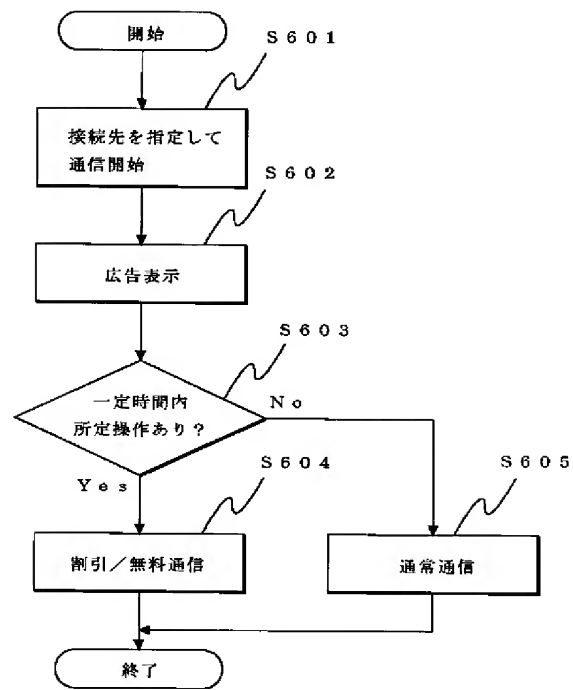 開始
S601
接続先を指定して
通信開始
S602
広告表示
S603
一定時間内
所定操作あり？
No
Yes
S604
割引／無料通信
S605
通常通信
終了